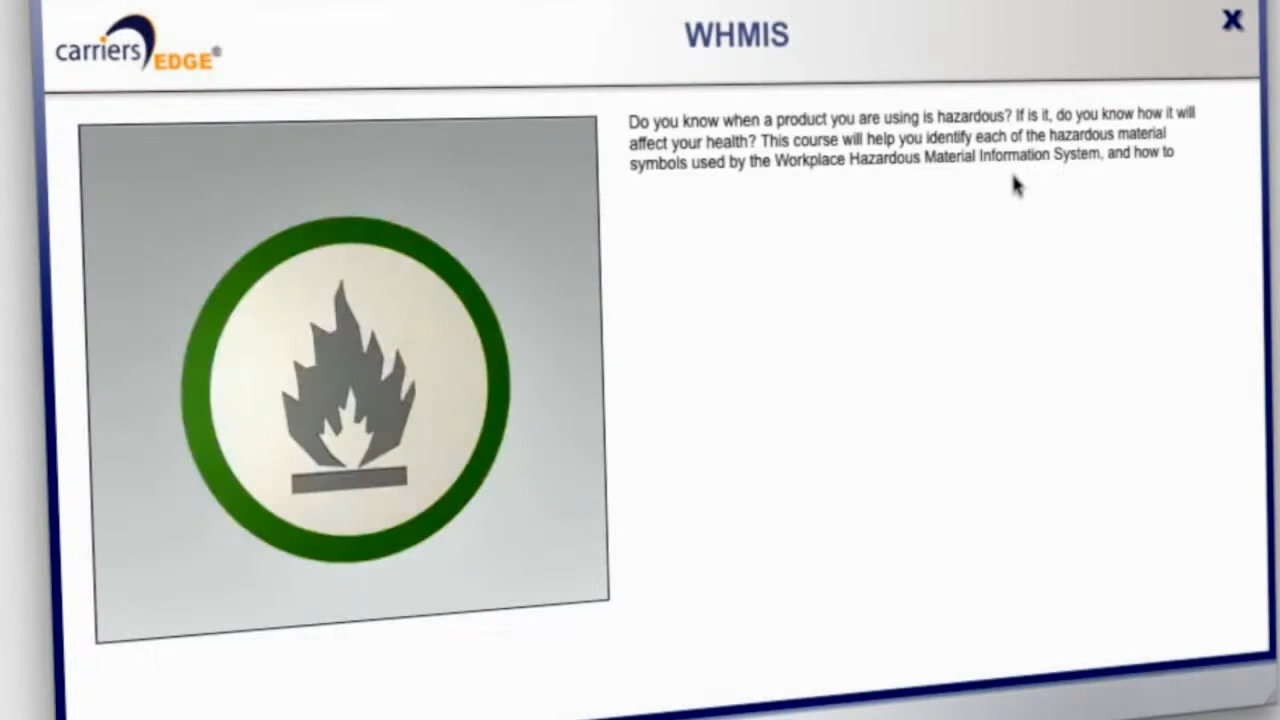 carriers
EDGE®
WHMIS
X
Do you know when a product you are using is hazardous? If is it, do you know how it will
affect your health? This course will help you identify each of the hazardous material
symbols used by the Workplace Hazardous Material Information System, and how to